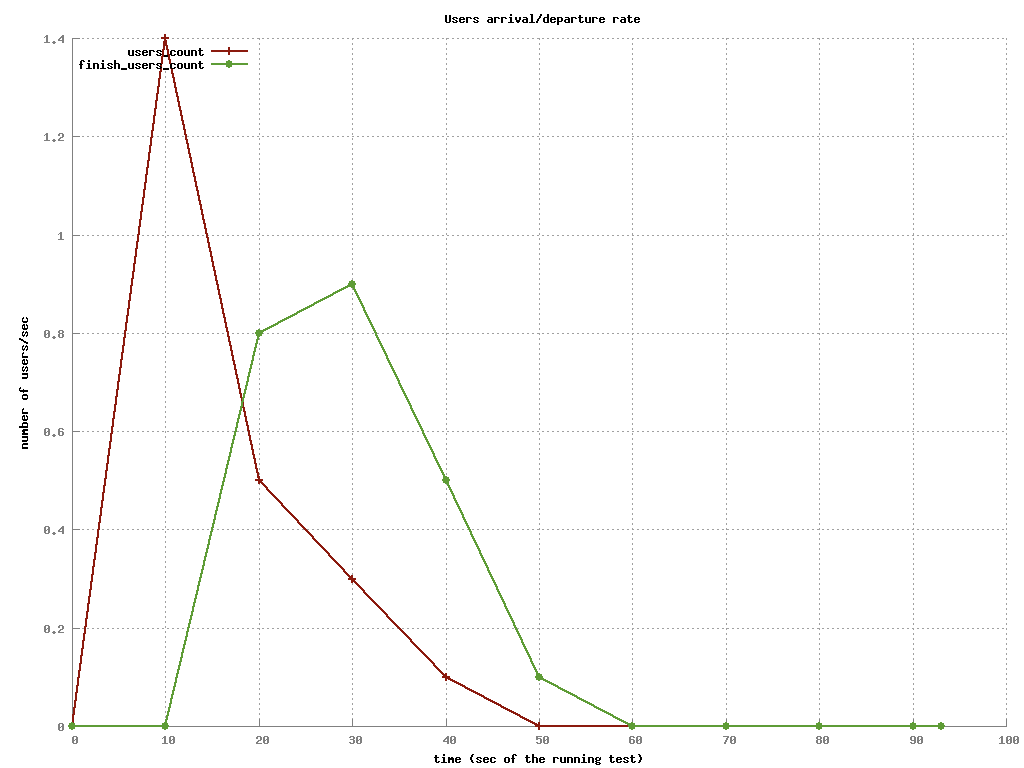 Users arrival/departure rate
users_count
finish_users_count
1.4
1.2
1
0.8
0.6
0.4
0.2
0
number of users/sec
0 10 20 30 40 50 60 70 80 90 100
time (sec of the running test)